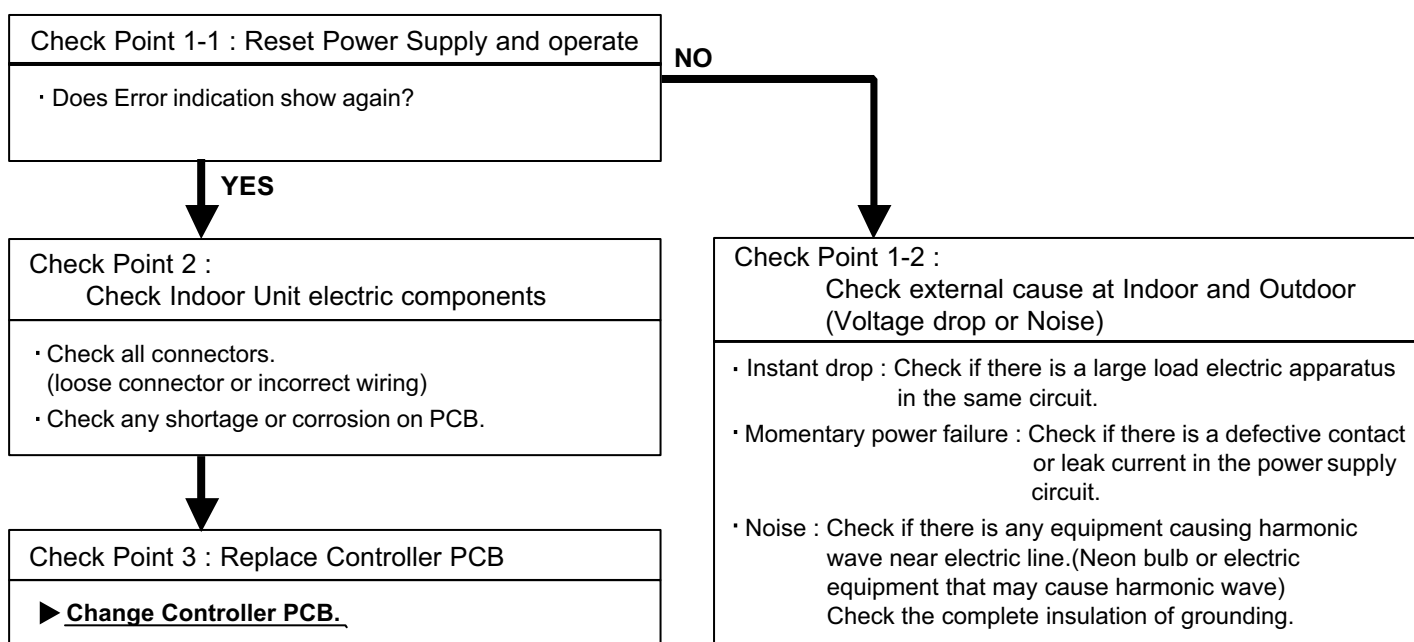 Check Point 1-1 : Reset Power Supply and operate
· Does Error indication show again?
NO
YES
Check Point 2 :
Check Indoor Unit electric components
· Check all connectors.
(loose connector or incorrect wiring)
· Check any shortage or corrosion on PCB.
Check Point 3 : Replace Controller PCB
▶ Change Controller PCB.
Check Point 1-2 :
Check external cause at Indoor and Outdoor
(Voltage drop or Noise)
· Instant drop : Check if there is a large load electric apparatus
in the same circuit.
· Momentary power failure : Check if there is a defective contact
or leak current in the power supply
circuit.
· Noise : Check if there is any equipment causing harmonic
wave near electric line.(Neon bulb or electric
equipment that may cause harmonic wave)
Check the complete insulation of grounding.